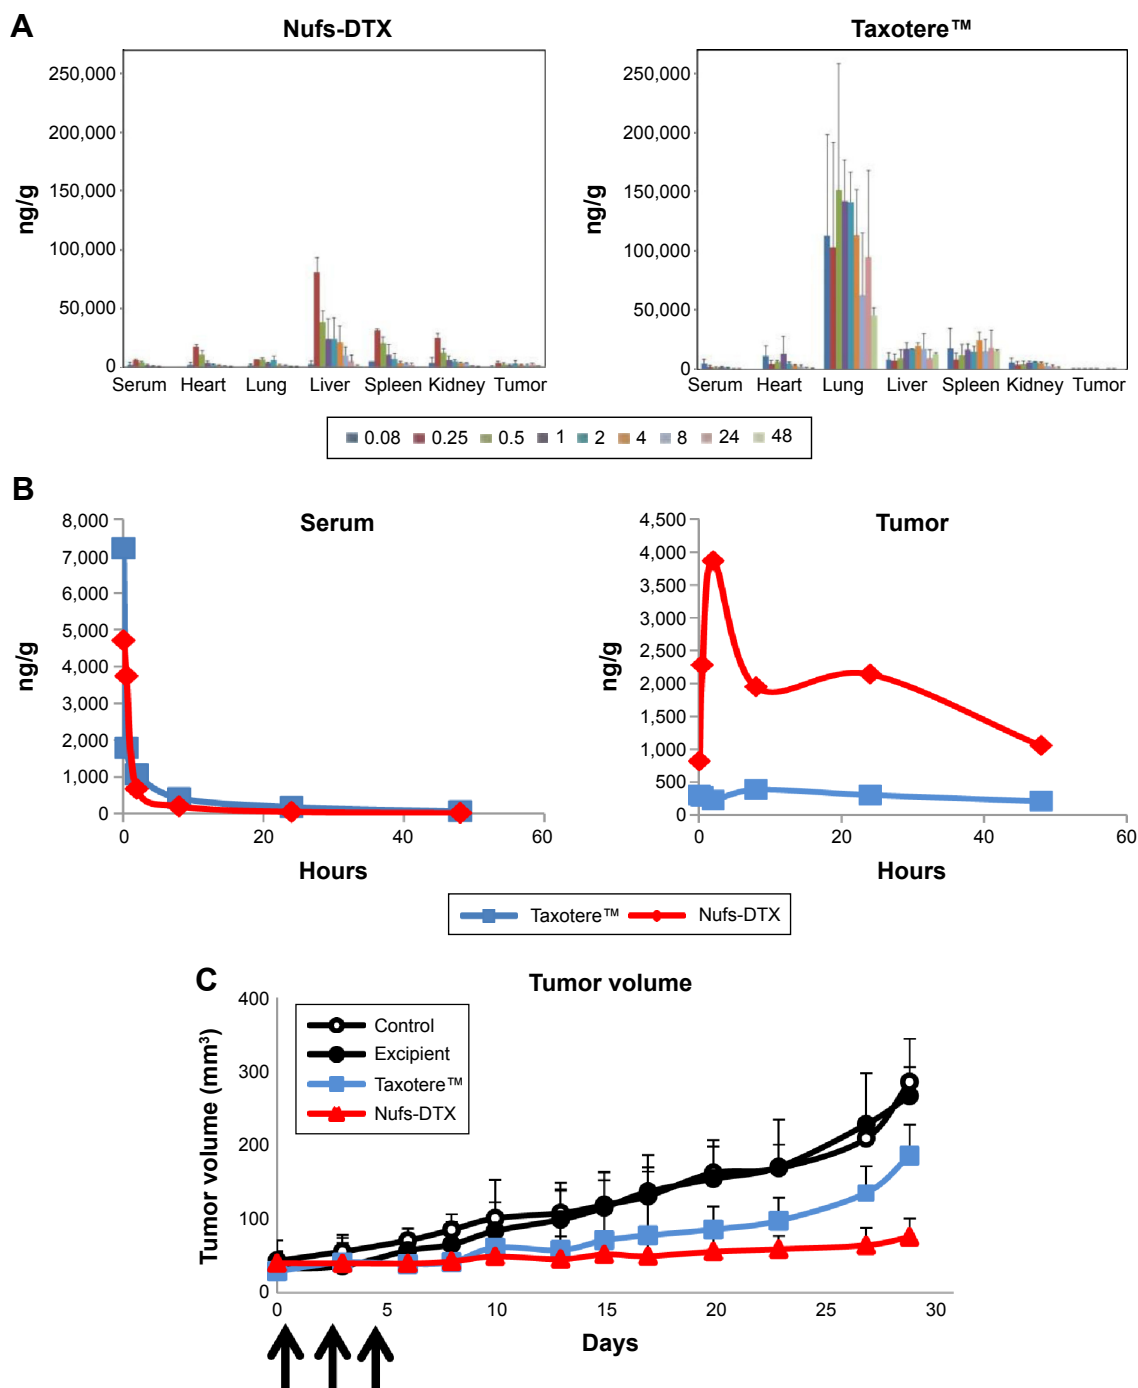 A
Nufs-DTX
Taxotere™
ng/g
250,000
200,000
150,000
100,000
50,000
0
Serum Heart Lung Liver Spleen Kidney Tumor
ng/g
250,000
200,000
150,000
100,000
50,000
0
Serum Heart Lung Liver Spleen Kidney Tumor
0.08 0.25 0.5 1 2 4 8 24 48
B
Serum
ng/g
8,000
7,000
6,000
5,000
4,000
3,000
2,000
1,000
0
0 20 40 60
Hours
Tumor
ng/g
4,500
4,000
3,500
3,000
2,500
2,000
1,500
1,000
500
0
0 20 40 60
Hours
Taxotere™ Nufs-DTX
C
Tumor volume
Tumor volume (mm³)
400
300
200
100
0
Control
Excipient
Taxotere™
Nufs-DTX
0 5 10 15 20 25 30
Days